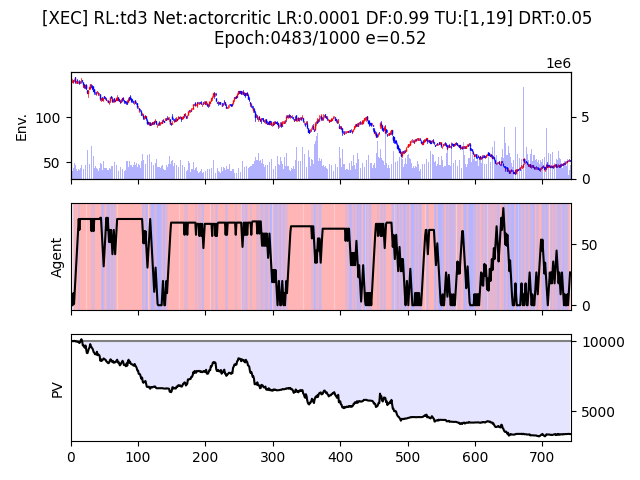 [XEC] RL:td3 Net:actorcritic LR:0.0001 DF:0.99 TU:[1,19] DRT:0.05
Epoch:0483/1000 e=0.52
1e6
Env.
100
50
5
0
Agent
50
0
PV
10000
5000
0 100 200 300 400 500 600 700